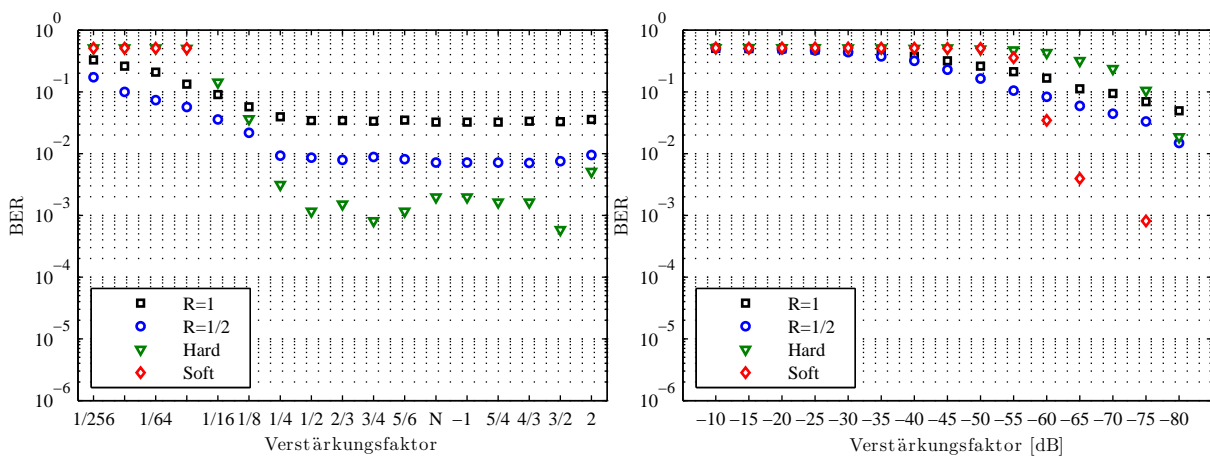 10^0
10^-1
10^-2
10^-3
10^-4
10^-5
10^-6
BER
R=1
R=1/2
Hard
Soft
1/256 1/64 1/16 1/8 1/4 1/2 2/3 3/4 5/6 N −1 5/4 4/3 3/2 2
Verstärkungsfaktor
10^0
10^-1
10^-2
10^-3
10^-4
10^-5
10^-6
BER
R=1
R=1/2
Hard
Soft
−10 −15 −20 −25 −30 −35 −40 −45 −50 −55 −60 −65 −70 −75 −80
Verstärkungsfaktor [dB]